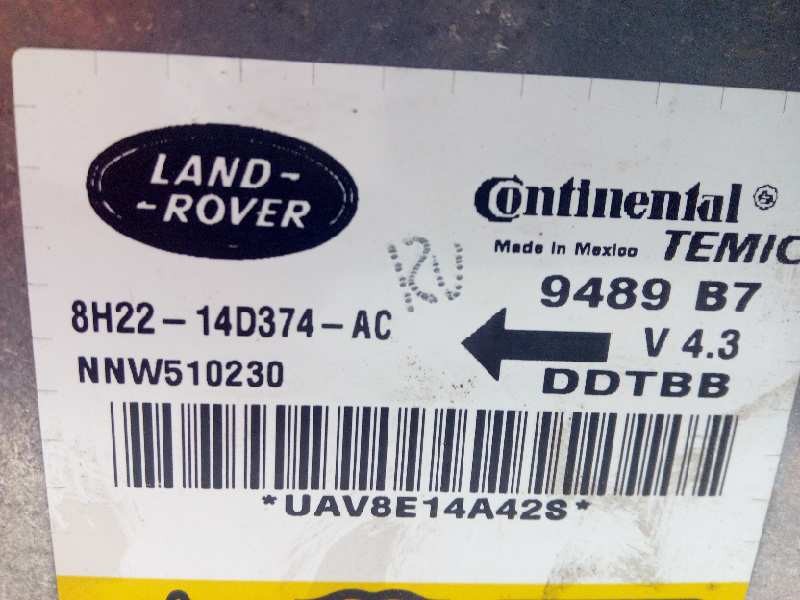 LAND-
-ROVER
Continental
Made in Mexico TEMIC
8H22-14D374-AC
NNW510230
9489 B7
V 4.3
DDTBB
*UAV8E14A42S*